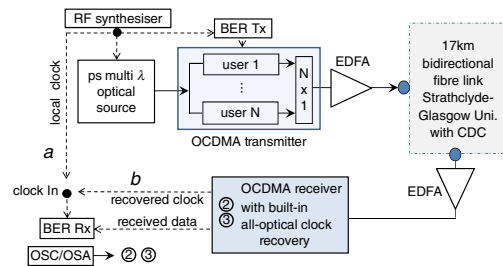 RF synthesiser
BER Tx
local clock
ps multi λ
optical
source
user 1
user N
N x 1
OCDMA transmitter
EDFA
17km
bidirectional
fibre link
Strathclyde-
Glasgow Uni.
with CDC
a
clock In
b
recovered clock
received data
BER Rx
OCDMA receiver
② with built-in
③ all-optical clock
recovery
EDFA
OSC/OSA
② ③